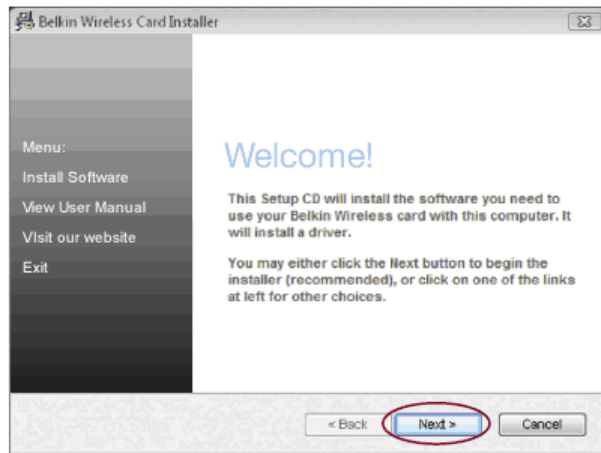 Belkin Wireless Card Installer
Menu:
Install Software
View User Manual
VIsit our website
Exit
Welcome!
This Setup CD will install the software you need to
use your Belkin Wireless card with this computer. It
will install a driver.
You may either click the Next button to begin the
installer (recommended), or click on one of the links
at left for other choices.
< Back
Next >
Cancel